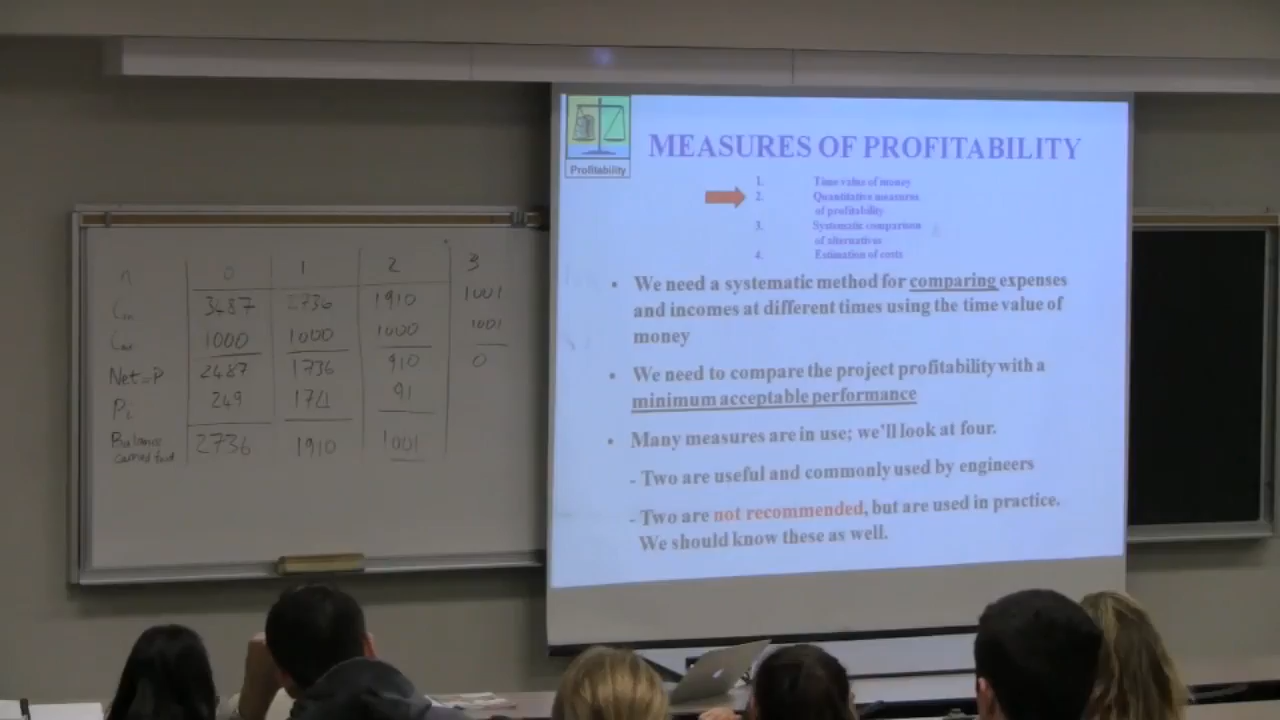 n 0 1 2 3
3487 2736 1910 1001
1000 1000 1000 1001
Net=P 2487 1736 910 0
Pi 249 174 91
Balance
carried fwd 2736 1910 1001
Profitability
MEASURES OF PROFITABILITY
1. Time value of money
2. Quantitative measures
of profitability
3. Systematic comparison
of alternatives
4. Estimation of costs
• We need a systematic method for comparing expenses
and incomes at different times using the time value of
money
• We need to compare the project profitability with a
minimum acceptable performance
• Many measures are in use; we'll look at four.
- Two are useful and commonly used by engineers
- Two are not recommended, but are used in practice.
We should know these as well.